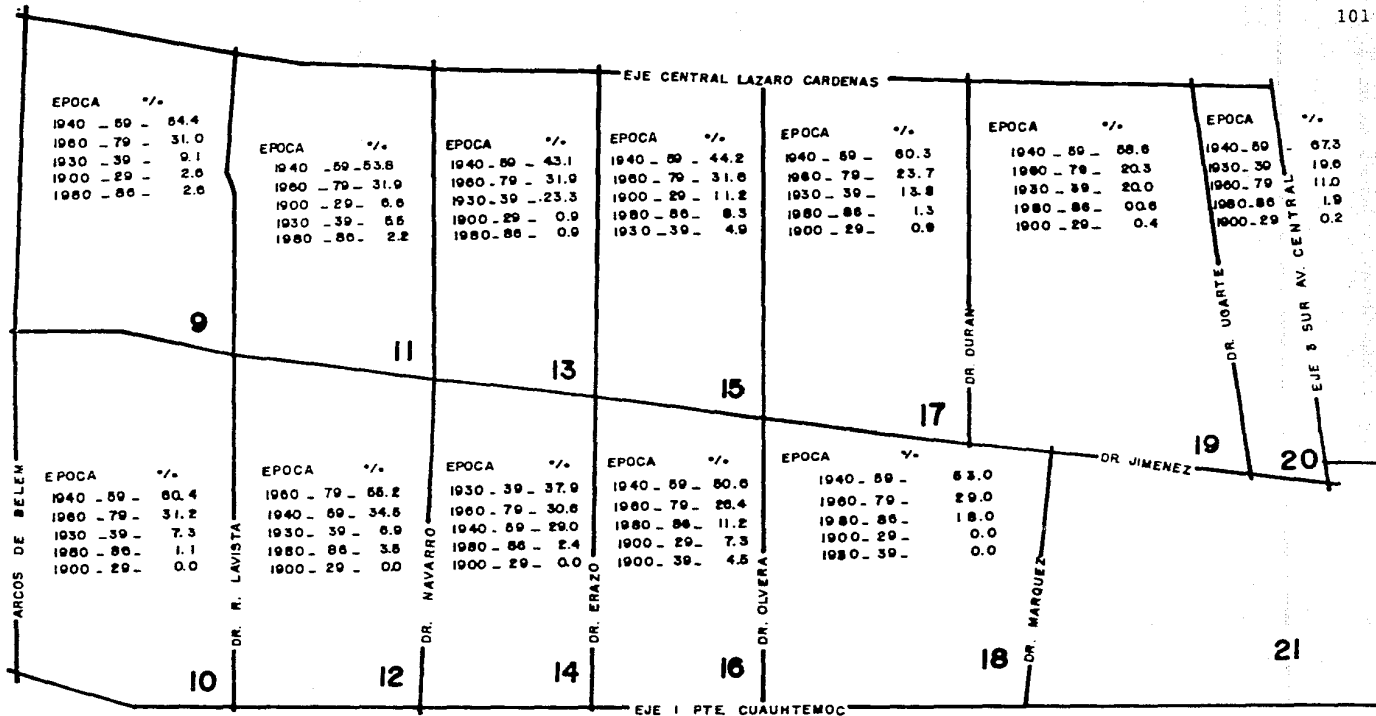 101
EJE CENTRAL LAZARO CARDENAS
EPOCA °/.
1940 _ 59 _ 54.4
1960 _ 79 _ 31.0
1930 _ 39 _ 9.1
1900 _ 29 _ 2.6
1980 _ 86 _ 2.6
9
EPOCA °/.
1940 _59_53.8
1960 _ 79 _ 31.9
1900 _ 29 _ 6.6
1930 _ 39 _ 5.5
1980 _ 86 _ 2.2
11
EPOCA °/.
1940 _ 59 _ 43.1
1960 _ 79 _ 31.9
1930 _ 39 _ 23.3
1900 _ 29 _ 0.9
1980 _ 86 _ 0.9
13
EPOCA °/.
1940 _ 59 _ 44.2
1960 _ 79 _ 31.6
1900 _ 29 _ 11.2
1980 _ 86 _ 8.3
1930 _ 39 _ 4.9
15
EPOCA °/.
1940 _ 59 _ 60.3
1960 _ 79 _ 23.7
1930 _ 39 _ 13.8
1980 _ 86 _ 1.3
1900 _ 29 _ 0.9
17
EPOCA °/.
1940 _ 59 _ 58.6
1960 _ 79 _ 20.3
1930 _ 39 _ 20.0
1980 _ 86 _ 00.6
1900 _ 29 _ 0.4
19
EPOCA °/.
1940 _ 59 _ 67.3
1930 _ 39 19.6
1960 _ 79 11.0
1980 _ 86 1.9
1900 _ 29 0.2
20
DR. DURAN
DR. UGARTE
EJE 3 SUR AV. CENTRAL
DR JIMENEZ
ARCOS DE BELEM
EPOCA °/.
1940 _ 59 _ 60.4
1960 _ 79 _ 31.2
1930 _ 39 _ 7.3
1980 _ 86 _ 1.1
1900 _ 29 _ 0.0
10
DR. R. LAVISTA
EPOCA °/.
1960 _ 79 _ 55.2
1940 _ 59 _ 34.5
1930 _ 39 _ 6.9
1980 _ 86 _ 3.5
1900 _ 29 _ 0.0
12
DR. NAVARRO
EPOCA °/.
1930 _ 39 _ 37.9
1960 _ 79 _ 30.6
1940 _ 59 _ 29.0
1980 _ 86 _ 2.4
1900 _ 29 _ 0.0
14
DR. ERAZO
EPOCA °/.
1940 _ 59 _ 50.6
1960 _ 79 _ 26.4
1980 _ 86 _ 11.2
1900 _ 29 _ 7.3
1900 _ 39 _ 4.5
16
DR. OLVERA
EPOCA °/.
1940 _ 59 _ 53.0
1960 _ 79 _ 29.0
1980 _ 86 _ 18.0
1900 _ 29 _ 0.0
1980 _ 39 _ 0.0
18
DR. MARQUEZ
21
EJE 1 PTE. CUAUHTEMOC